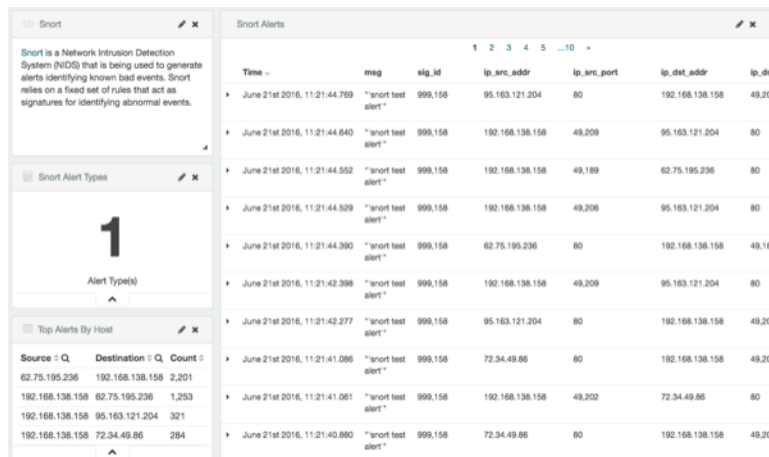 Snort
Snort is a Network Intrusion Detection
System (NIDS) that is being used to generate
alerts identifying known bad events. Snort
relies on a fixed set of rules that act as
signatures for identifying abnormal events.
Snort Alert Types
1
Alert Type(s)
Top Alerts By Host
Source Destination Count
62.75.195.236 192.168.138.158 2,201
192.168.138.158 62.75.195.236 1,253
192.168.138.158 95.163.121.204 321
192.168.138.158 72.34.49.86 284
Snort Alerts
1 2 3 4 5 ...10 »
Time msg sig_id ip_src_addr ip_src_port ip_dst_addr
June 21st 2016, 11:21:44.769 "'snort test 999,158 95.163.121.204 80 192.168.138.158
alert'"
June 21st 2016, 11:21:44.640 "'snort test 999,158 192.168.138.158 49,209 95.163.121.204 80
alert'"
June 21st 2016, 11:21:44.552 "'snort test 999,158 192.168.138.158 49,189 62.75.195.236 80
alert'"
June 21st 2016, 11:21:44.529 "'snort test 999,158 192.168.138.158 49,206 95.163.121.204 80
alert'"
June 21st 2016, 11:21:44.390 "'snort test 999,158 62.75.195.236 80 192.168.138.158
alert'"
June 21st 2016, 11:21:42.398 "'snort test 999,158 192.168.138.158 49,209 95.163.121.204 80
alert'"
June 21st 2016, 11:21:42.277 "'snort test 999,158 95.163.121.204 80 192.168.138.158
alert'"
June 21st 2016, 11:21:41.086 "'snort test 999,158 72.34.49.86 80 192.168.138.158
alert'"
June 21st 2016, 11:21:41.061 "'snort test 999,158 192.168.138.158 49,202 72.34.49.86 80
alert'"
June 21st 2016, 11:21:40.880 "'snort test 999,158 72.34.49.86 80 192.168.138.158
alert'"